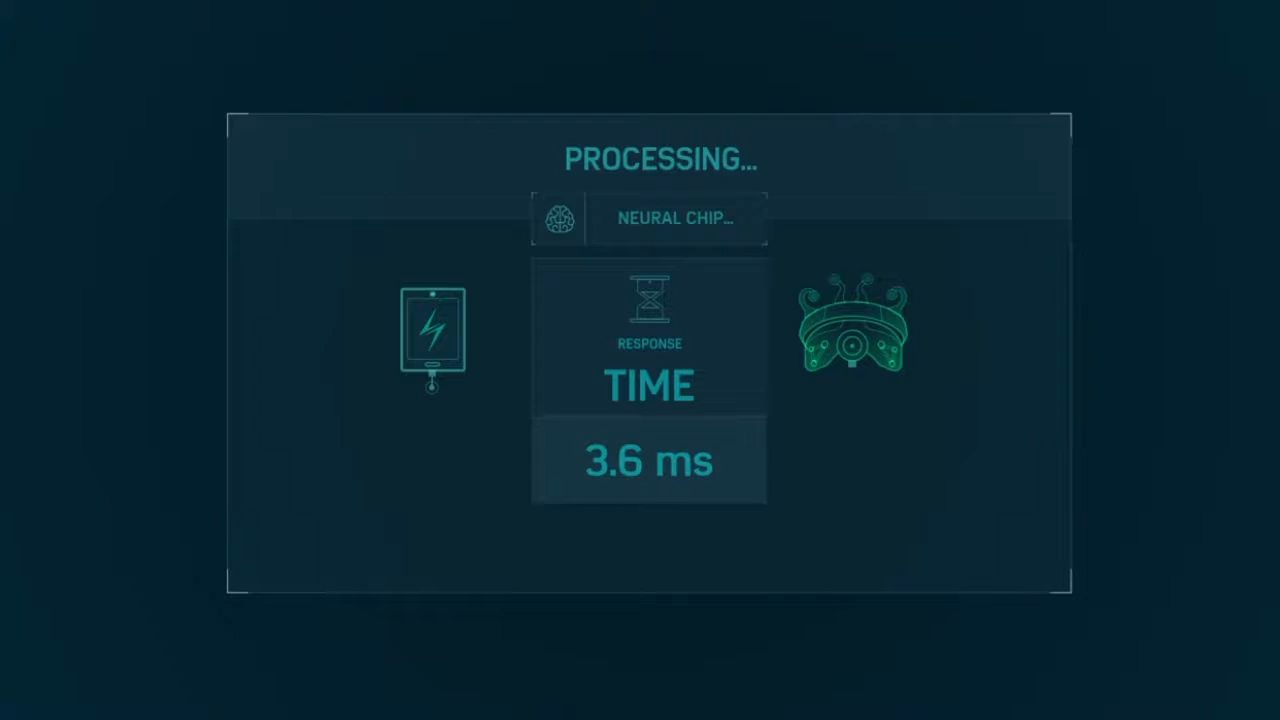 PROCESSING...
NEURAL CHIP...
RESPONSE
TIME
3.6 ms